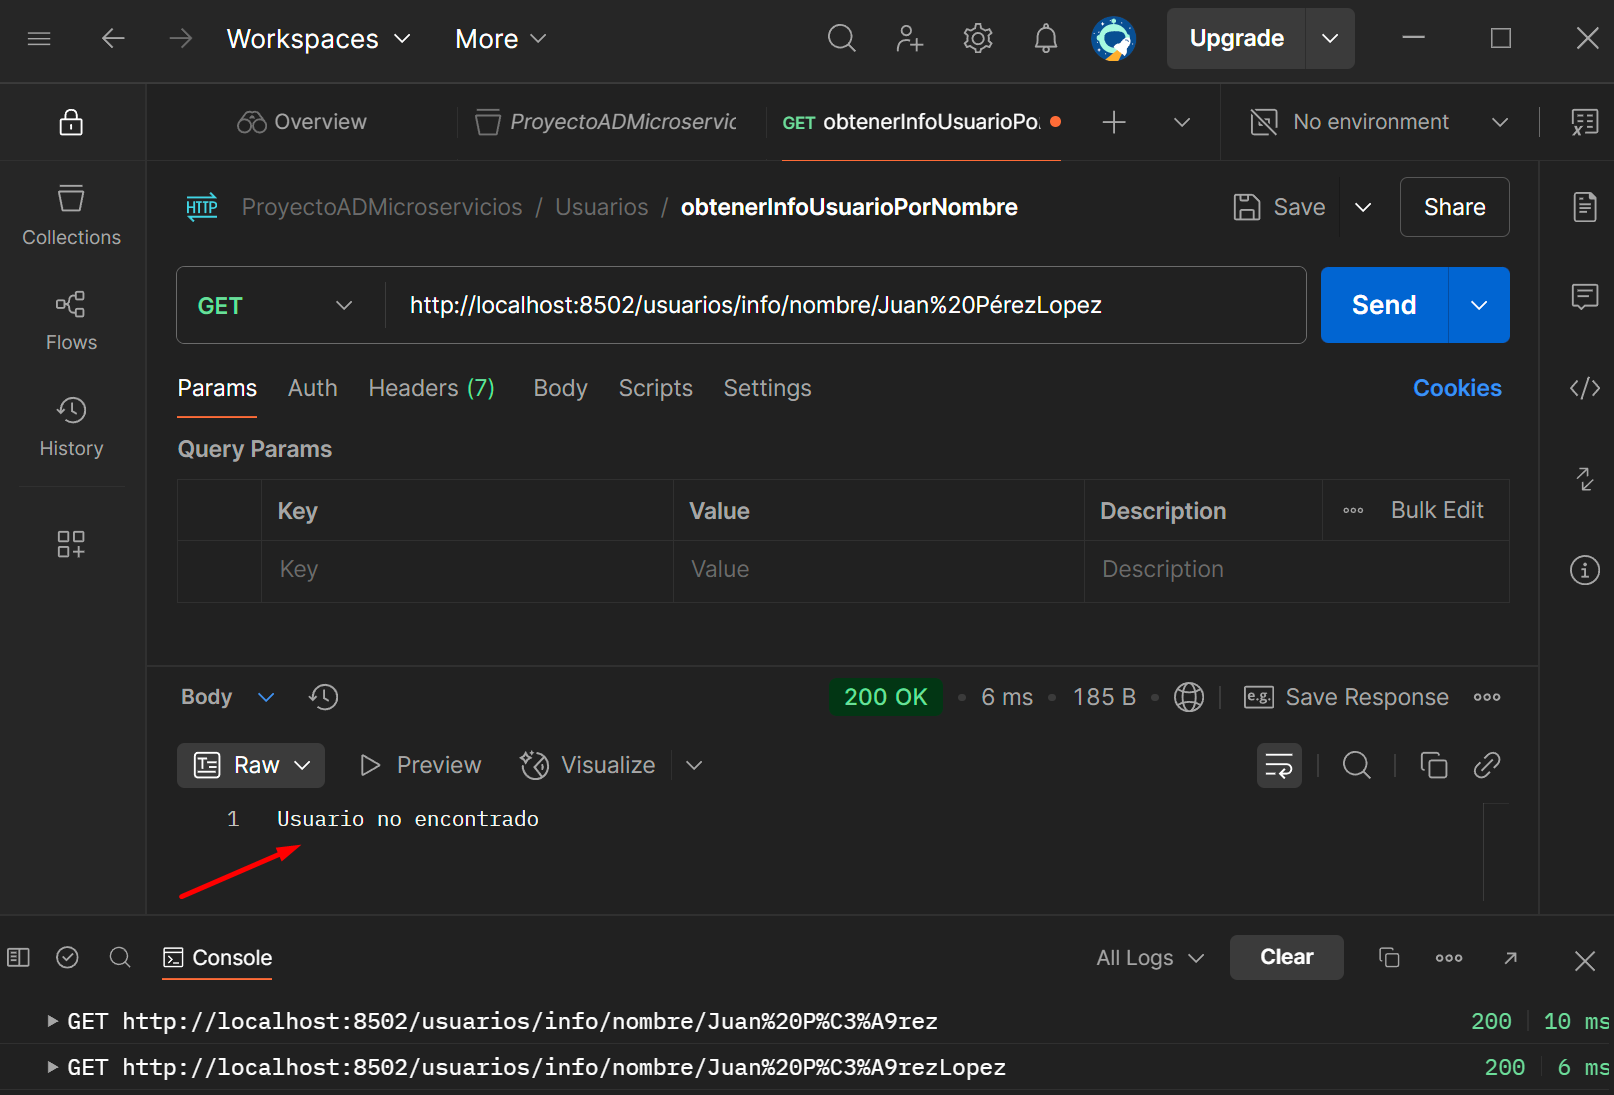 Workspaces More Upgrade
Overview ProyectoADMicroservic GET obtenerInfoUsuarioPo No environment
HTTP ProyectoADMicroservicios / Usuarios / obtenerInfoUsuarioPorNombre Save Share
Collections
GET http://localhost:8502/usuarios/info/nombre/Juan%20PérezLopez Send
Flows
Params Auth Headers (7) Body Scripts Settings Cookies
History
Query Params
Key Value Description Bulk Edit
Key Value Description
Body 200 OK • 6 ms • 185 B • e.g. Save Response
Raw Preview Visualize
1 Usuario no encontrado
Console All Logs Clear
GET http://localhost:8502/usuarios/info/nombre/Juan%20P%C3%A9rez 200 10 ms
GET http://localhost:8502/usuarios/info/nombre/Juan%20P%C3%A9rezLopez 200 6 ms